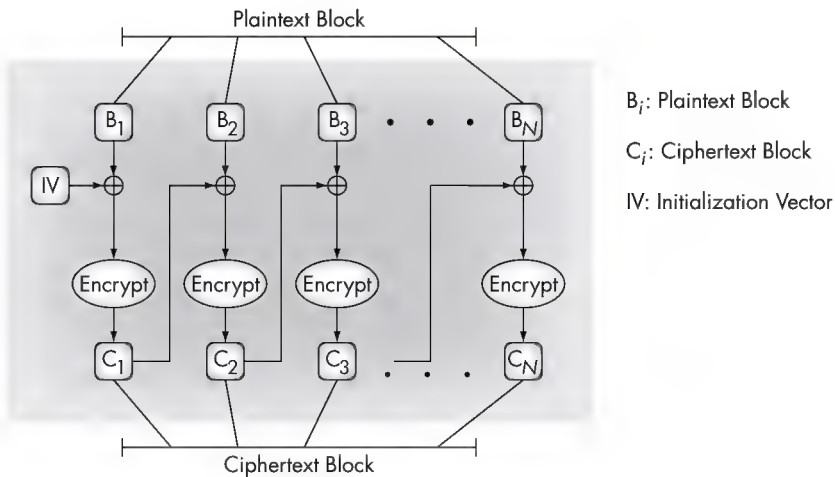 Plaintext Block
B1 B2 B3 . . . BN
IV
Encrypt Encrypt Encrypt Encrypt
C1 C2 C3 . . . CN
Ciphertext Block
Bi: Plaintext Block
Ci: Ciphertext Block
IV: Initialization Vector